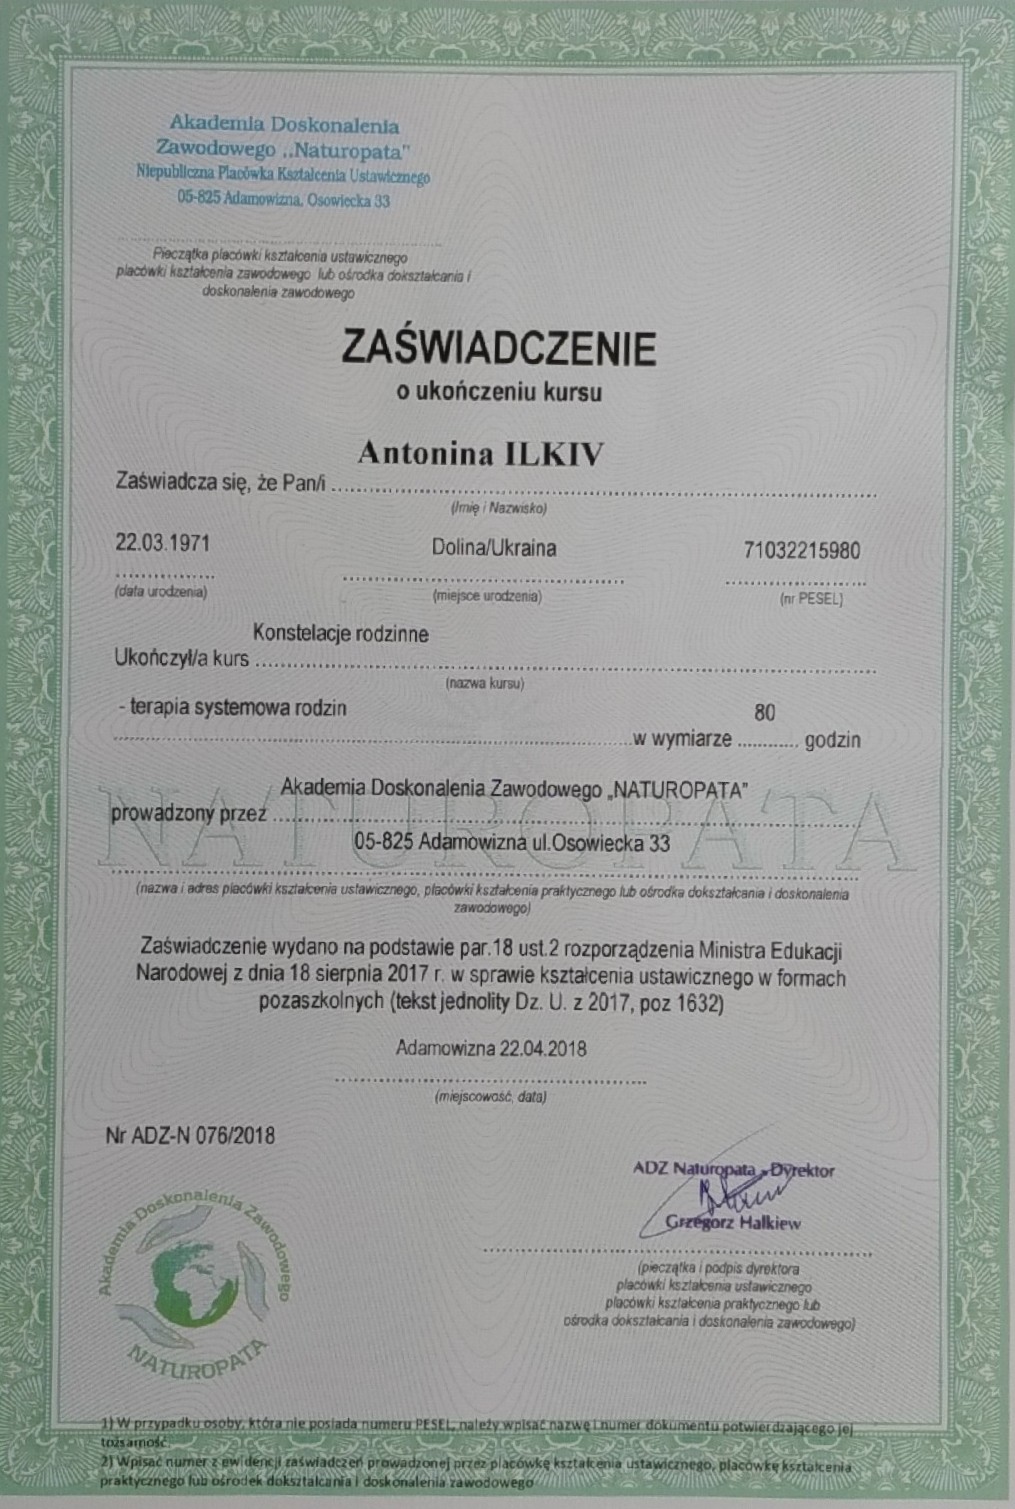 Akademia Doskonalenia
Zawodowego ,,Naturopata"
Niepubliczna Placówka Kształcenia Ustawicznego
05-825 Adamowizna, Osowiecka 33
Pieczątka placówki kształcenia ustawicznego
placówki kształcenia zawodowego lub ośrodka dokształcania i
doskonalenia zawodowego
ZAŚWIADCZENIE
o ukończeniu kursu
Antonina ILKIV
Zaświadcza się, że Pan/i
(Imię i Nazwisko)
22.03.1971 Dolina/Ukraina 71032215980
(data urodzenia) (miejsce urodzenia) (nr PESEL)
Konstelacje rodzinne
Ukończył/a kurs
(nazwa kursu)
- terapia systemowa rodzin 80
w wymiarze ............ godzin
Akademia Doskonalenia Zawodowego „NATUROPATA"
prowadzony przez
NATUROPATA
05-825 Adamowizna ul.Osowiecka 33
(nazwa i adres placówki kształcenia ustawicznego, placówki kształcenia praktycznego lub ośrodka dokształcania i doskonalenia
zawodowego)
Zaświadczenie wydano na podstawie par.18 ust.2 rozporządzenia Ministra Edukacji
Narodowej z dnia 18 sierpnia 2017 r. w sprawie kształcenia ustawicznego w formach
pozaszkolnych (tekst jednolity Dz. U. z 2017, poz 1632)
Adamowizna 22.04.2018
(miejscowość, data)
Nr ADZ-N 076/2018
ADZ Naturopata - Dyrektor
Grzegorz Halkiew
(pieczątka i podpis dyrektora
placówki kształcenia ustawicznego
placówki kształcenia praktycznego lub
ośrodka dokształcania i doskonalenia zawodowego)
Akademia Doskonalenia Zawodowego
NATUROPATA
1) W przypadku osoby, która nie posiada numeru PESEL, należy wpisać nazwę i numer dokumentu potwierdzającego jej
tożsamość.
2) Wpisać numer z ewidencji zaświadczeń prowadzonej przez placówkę kształcenia ustawicznego, placówkę kształcenia
praktycznego lub ośrodek dokształcania i doskonalenia zawodowego